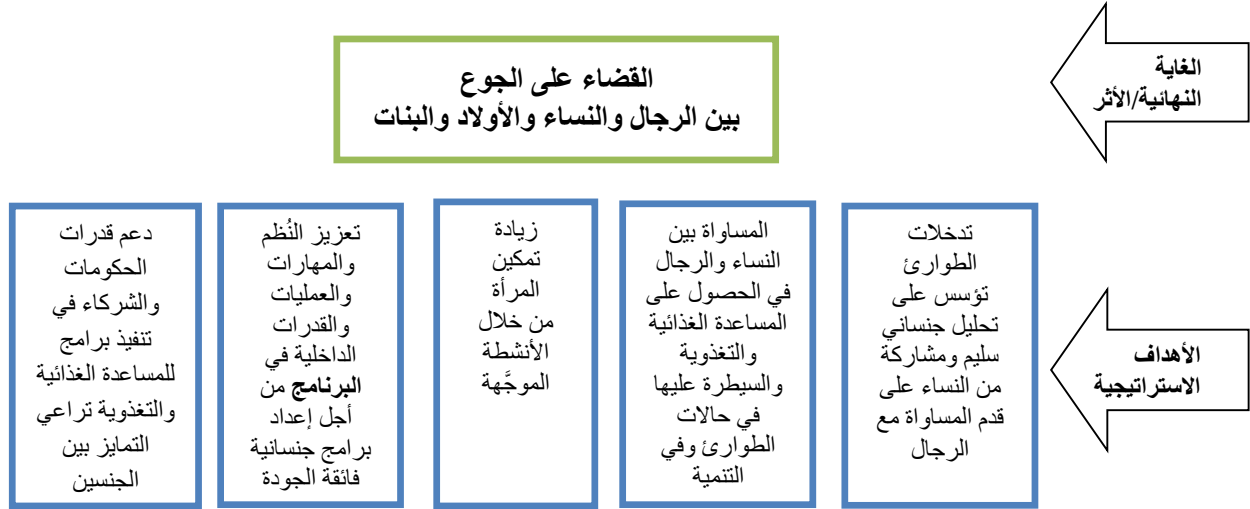 القضاء على الجوع
بين الرجال والنساء والأولاد والبنات
الغاية
النهائية/الأثر
الأهداف
الاستراتيجية
تدخلات
الطوارئ
تؤسس على
تحليل جنساني
سليم ومشاركة
من النساء على
قدم المساواة مع
الرجال
المساواة بين
النساء والرجال
في الحصول على
المساعدة الغذائية
والتغذوية
والسيطرة عليها
في حالات
الطوارئ وفي
التنمية
زيادة
تمكين
المرأة
من خلال
الأنشطة
الموجَّهة
تعزيز النُظم
والمهارات
والعمليات
والقدرات
الداخلية في
البرنامج من
أجل إعداد
برامج جنسانية
فائقة الجودة
دعم قدرات
الحكومات
والشركاء في
تنفيذ برامج
للمساعدة الغذائية
والتغذوية تراعي
التمايز بين
الجنسين